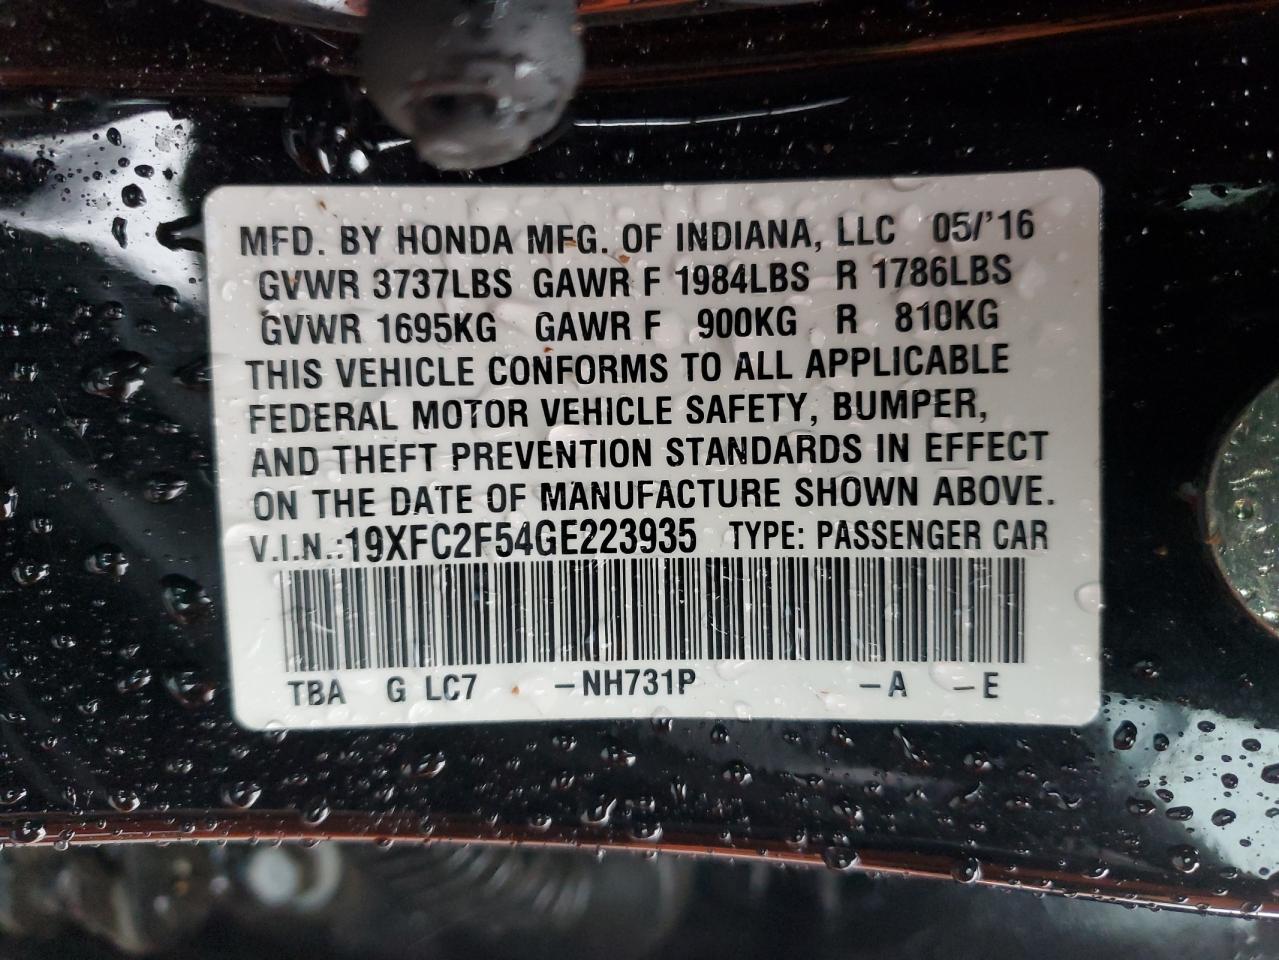 MFD. BY HONDA MFG. OF INDIANA, LLC 05/'16
GVWR 3737LBS GAWR F 1984LBS R 1786LBS
GVWR 1695KG GAWR F 900KG R 810KG
THIS VEHICLE CONFORMS TO ALL APPLICABLE
FEDERAL MOTOR VEHICLE SAFETY, BUMPER,
AND THEFT PREVENTION STANDARDS IN EFFECT
ON THE DATE OF MANUFACTURE SHOWN ABOVE.
V.I.N.:19XFC2F54GE223935 TYPE: PASSENGER CAR
TBA G LC7 –NH731P –A –E